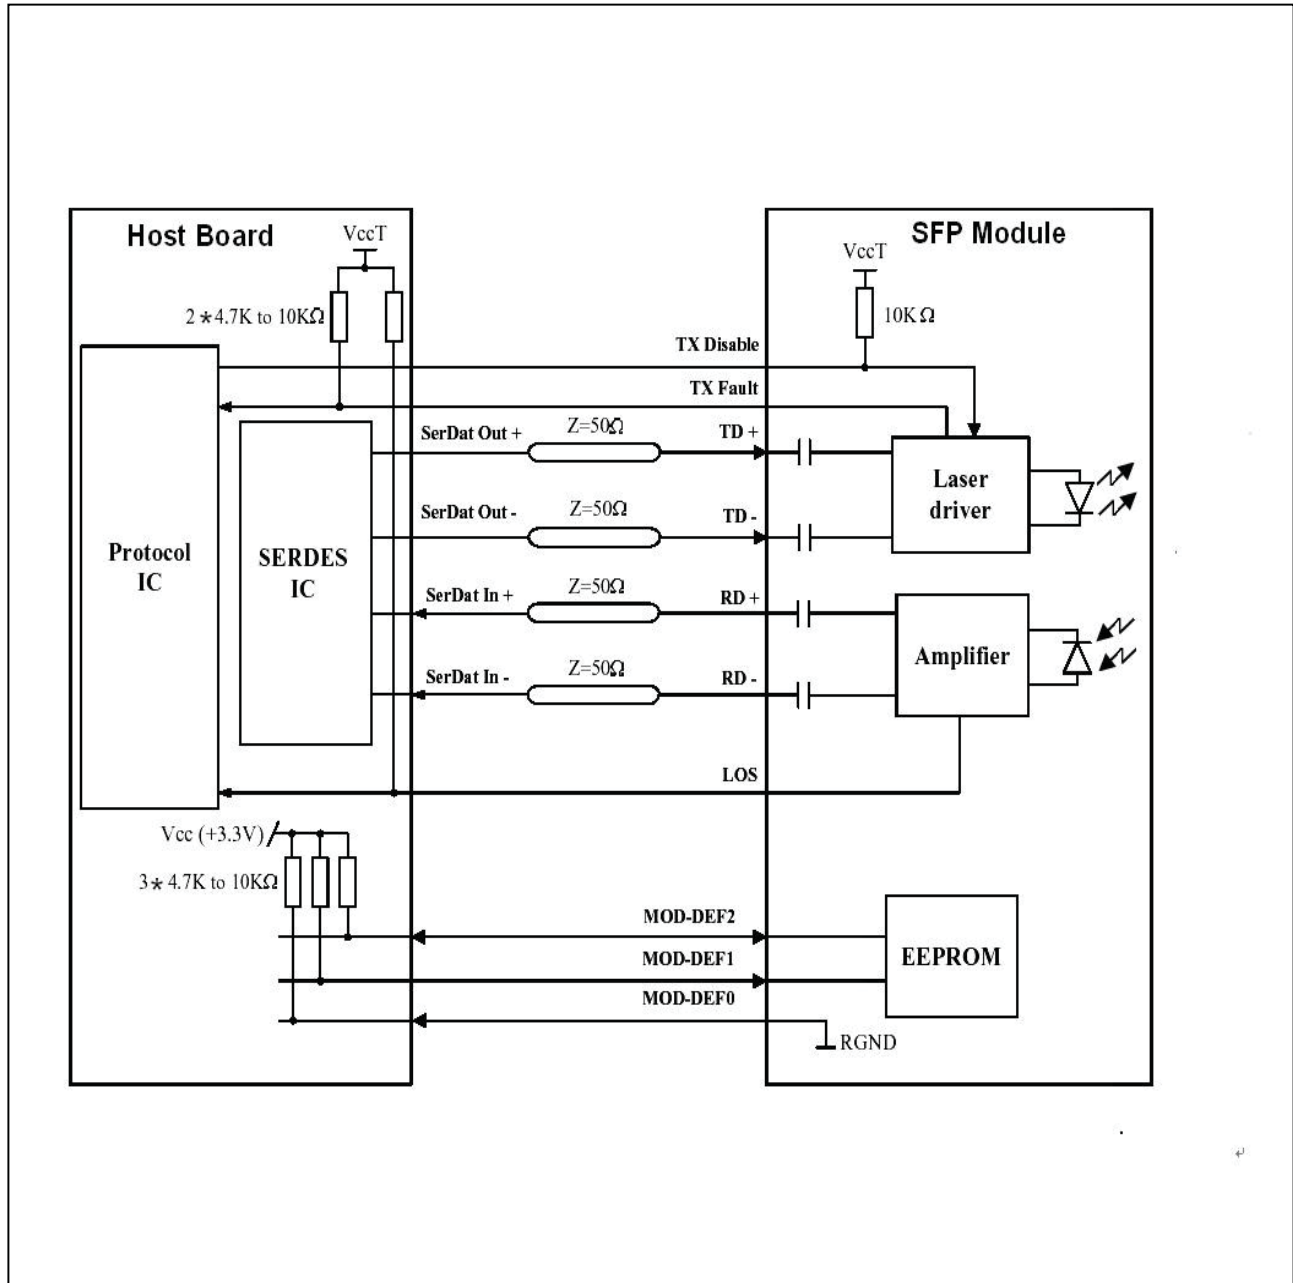 Host Board
SFP Module
VccT
VccT
2*4.7K to 10KΩ
10KΩ
TX Disable
TX Fault
SerDat Out +
Z=50Ω
TD +
Laser
driver
SerDat Out -
Z=50Ω
TD -
Protocol
IC
SERDES
IC
SerDat In +
Z=50Ω
RD +
Amplifier
SerDat In -
Z=50Ω
RD -
LOS
Vcc (+3.3V)
3* 4.7K to 10KΩ
MOD-DEF2
MOD-DEF1
EEPROM
MOD-DEF0
RGND